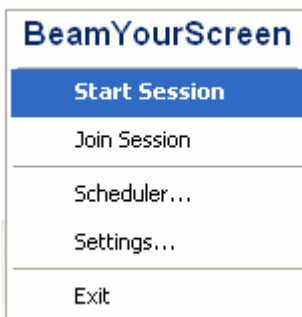 BeamYourScreen
Start Session
Join Session
Scheduler...
Settings...
Exit